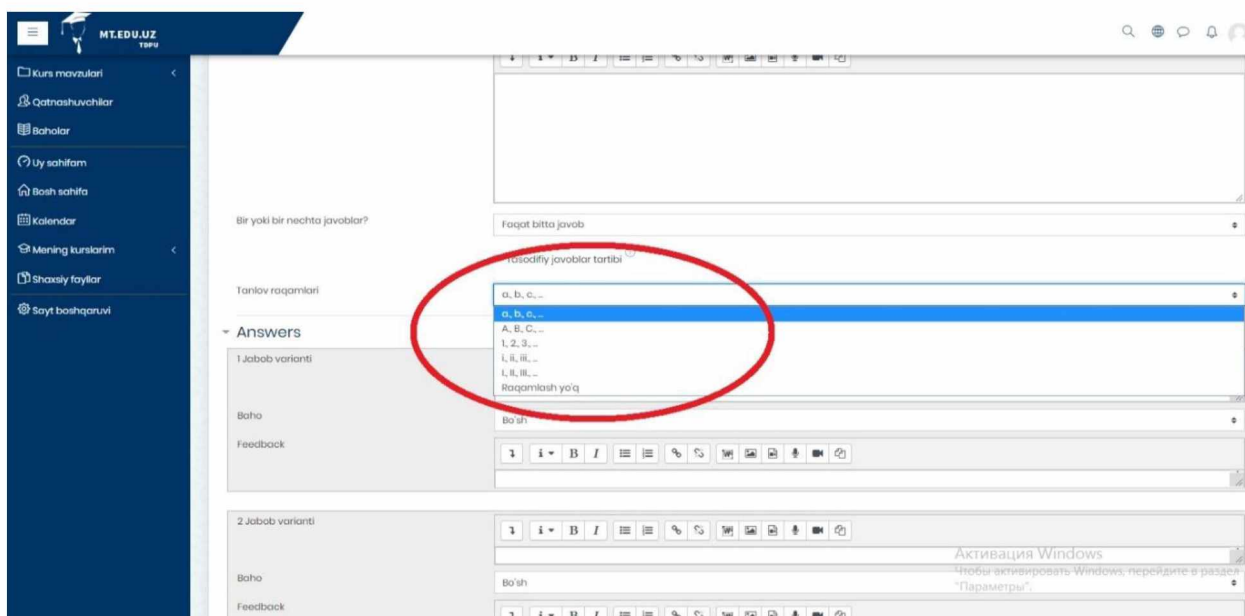 MT.EDU.UZ
TDPU
Kurs mavzulari
Qatnashuvchilar
Baholar
Uy sahifam
Bosh sahifa
Kalendar
Mening kurslarim
Shaxsiy fayllar
Sayt boshqaruvi
Bir yoki bir nechta javoblar?
Faqat bitta javob
Tasodifiy javoblar tartibi
Tanlov raqamlari
a., b., c., ...
a., b., c., ...
A., B., C., ...
1., 2., 3., ...
i., ii., iii., ...
I., II., III., ...
Raqamlash yo'q
Answers
1 Jabob varianti
Baho
Bo'sh
Feedback
2 Jabob varianti
Baho
Bo'sh
Feedback
Активация Windows
Чтобы активировать Windows, перейдите в раздел
"Параметры".